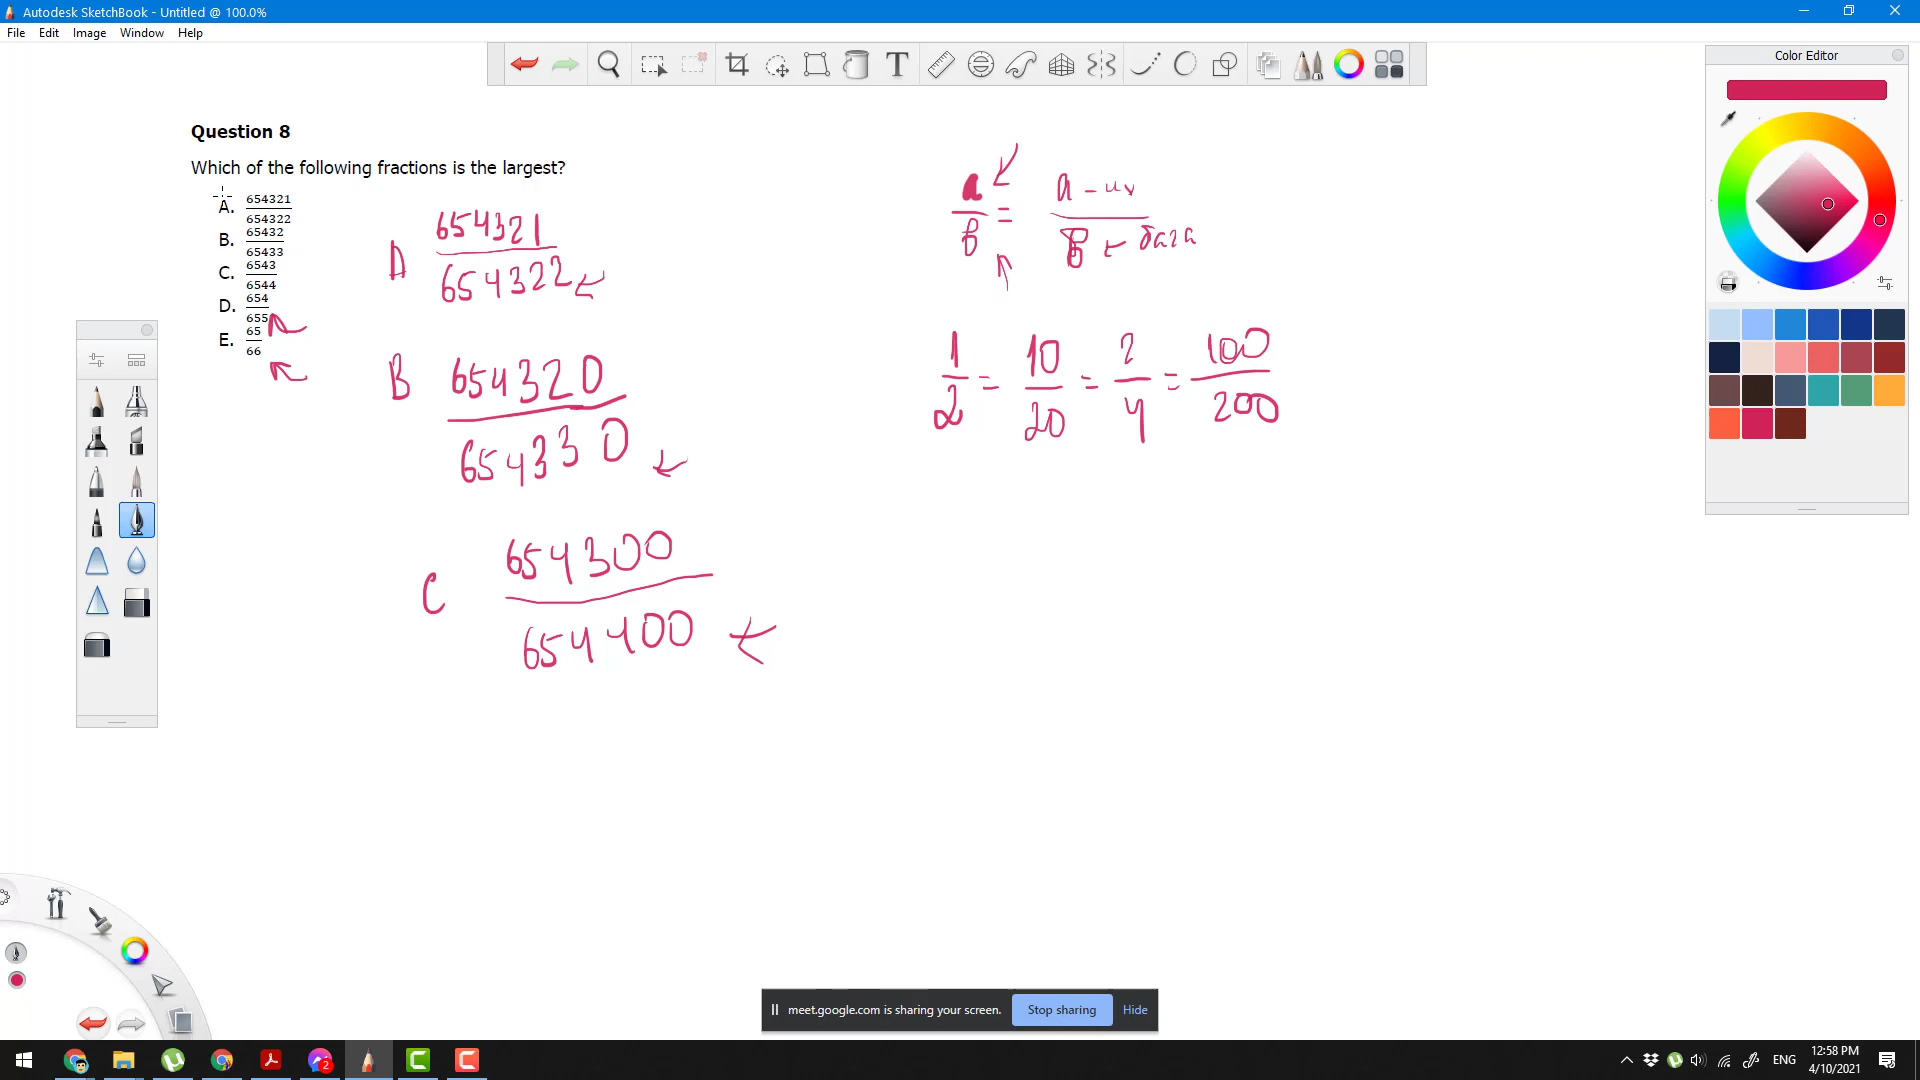 Autodesk SketchBook - Untitled @ 100.0%
File Edit Image Window Help
T
Color Editor
Question 8
Which of the following fractions is the largest?
A. 654321
654322
B. 65432
65433
C. 6543
6544
D. 654
655
E. 65
66
A 654321
654322
B 654320
654330
C 654300
654400
a = a - их
в в ← бага
1 = 10 = 2 = 100
2 20 4 200
meet.google.com is sharing your screen. Stop sharing Hide
2
ENG
12:58 PM
4/10/2021